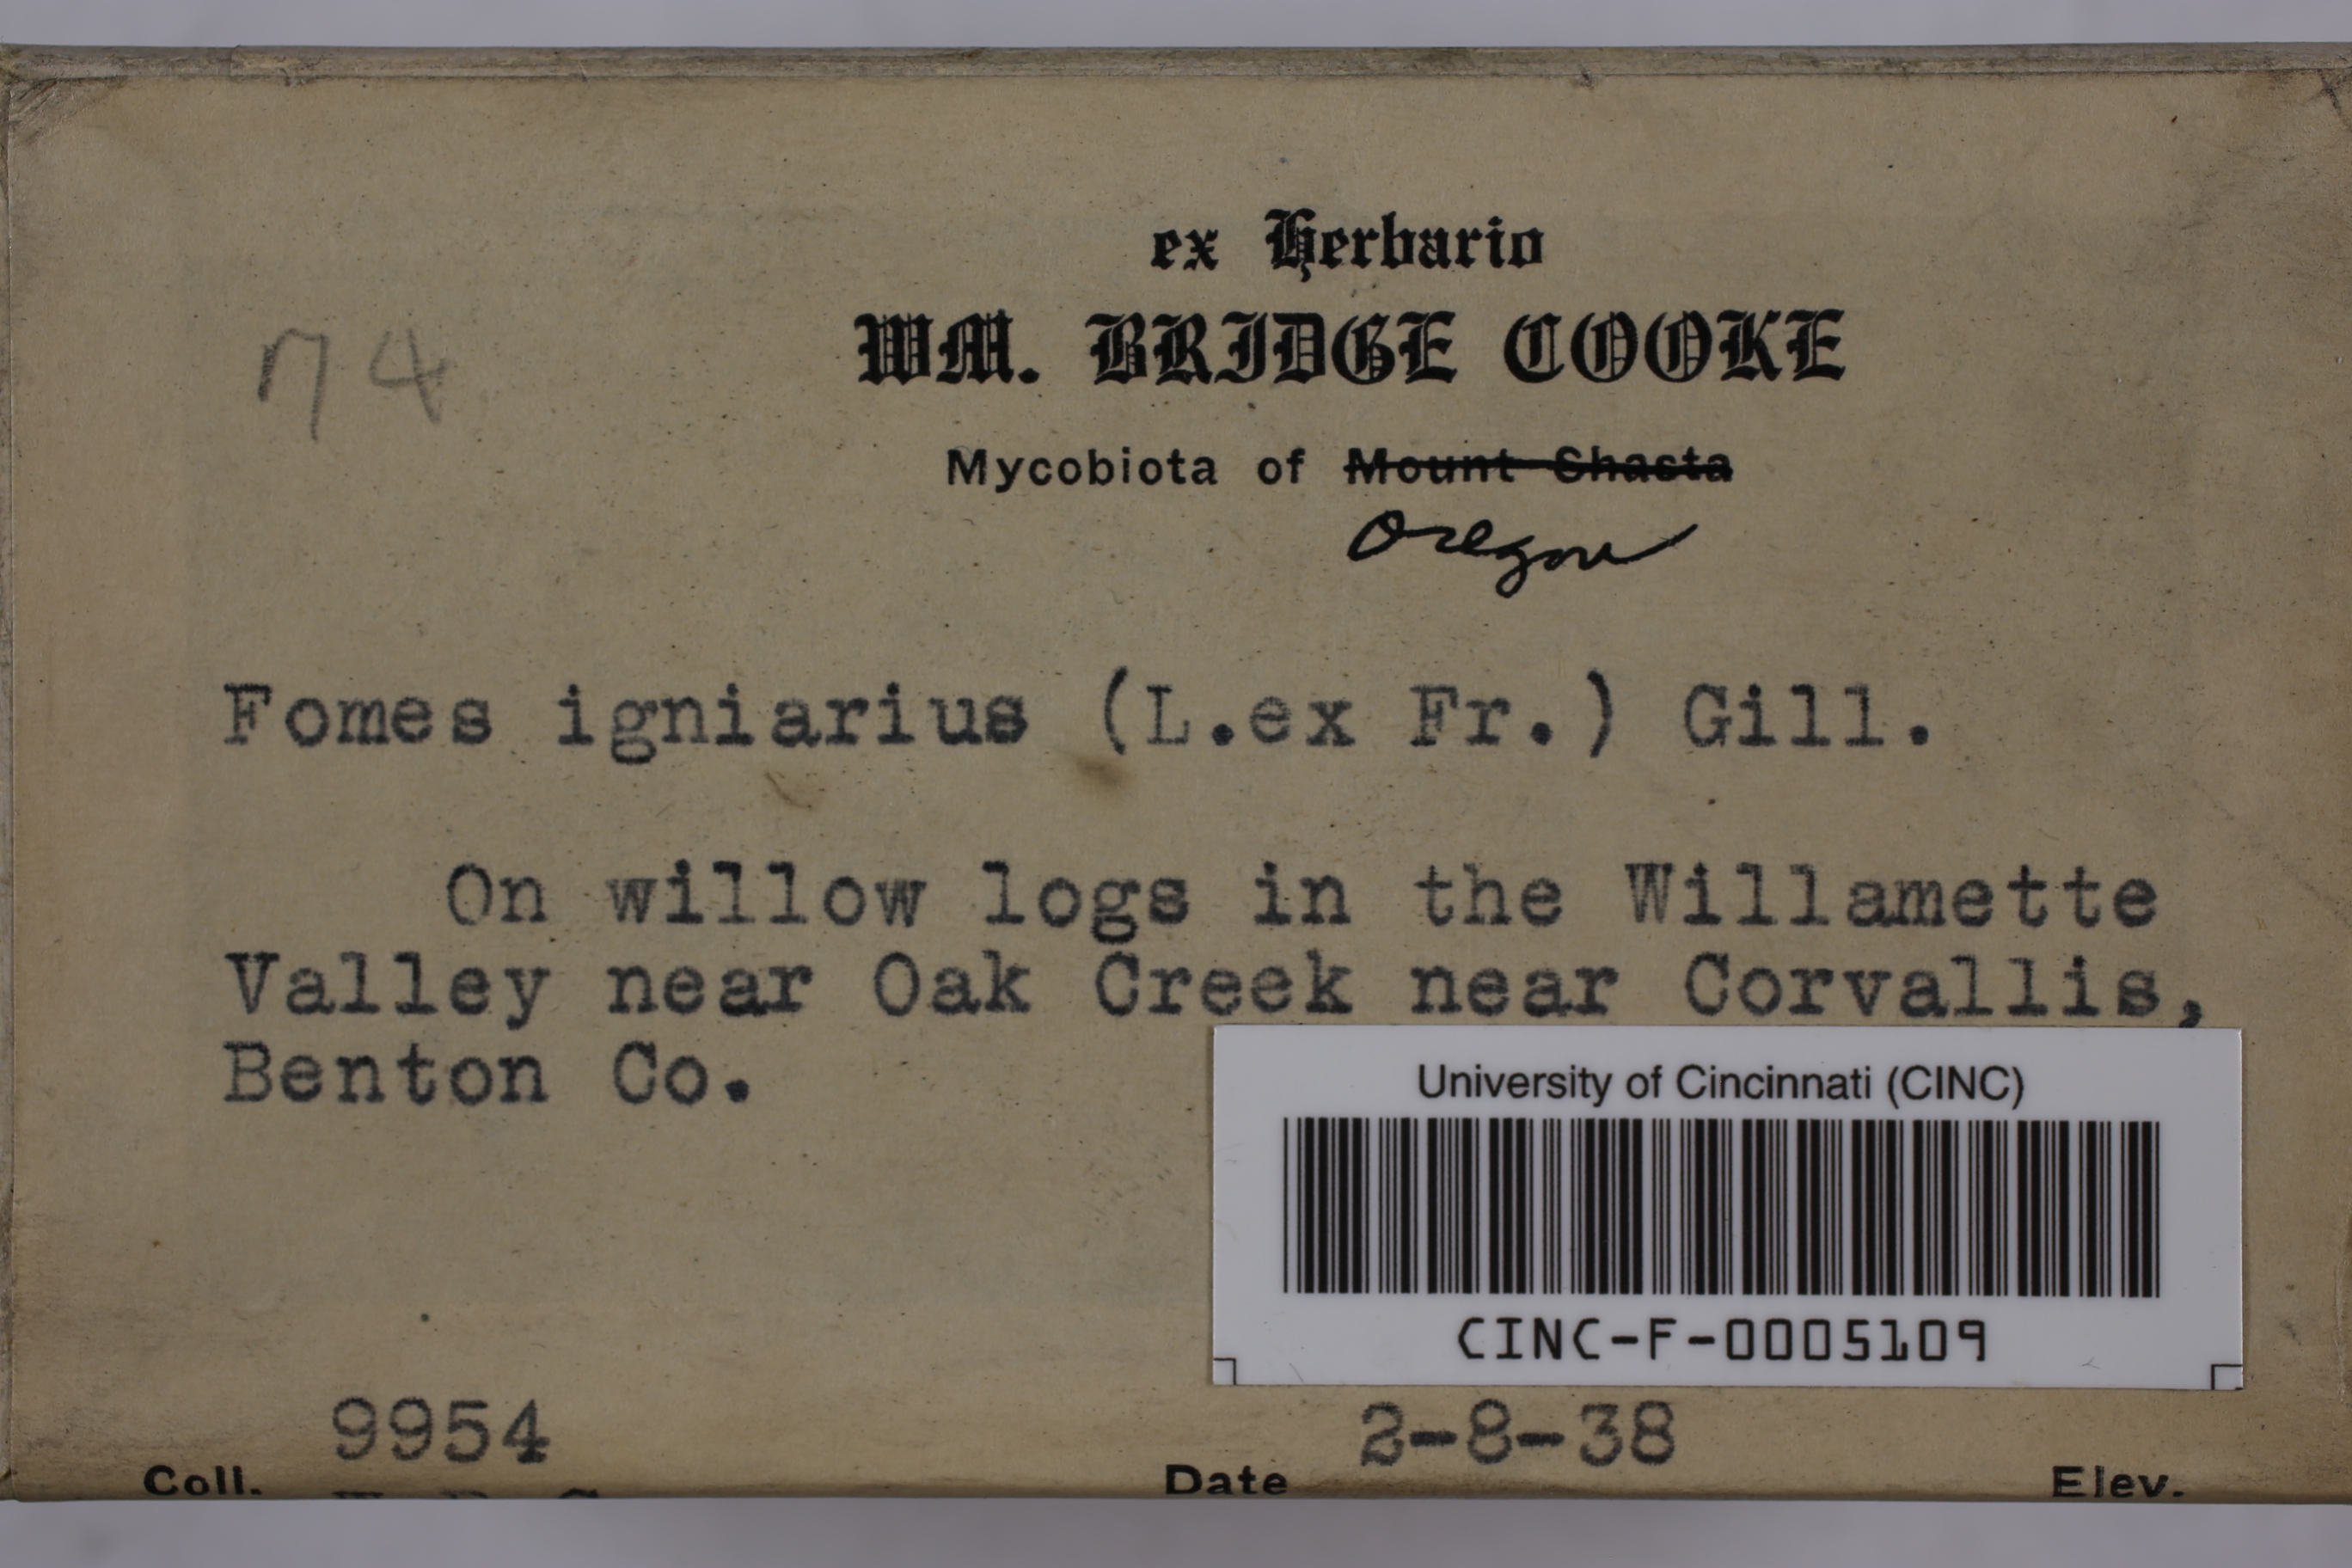 ex Herbario
WM. BRIDGE COOKE
174
Mycobiota of Mount Shasta
Oregon
Fomes igniarius (L.ex Fr.) Gill.
On willow logs in the Willamette
Valley near Oak Creek near Corvallis,
Benton Co.
University of Cincinnati (CINC)
CINC-F-0005109
9954
2-8-38
Coll.
Date
Elev.